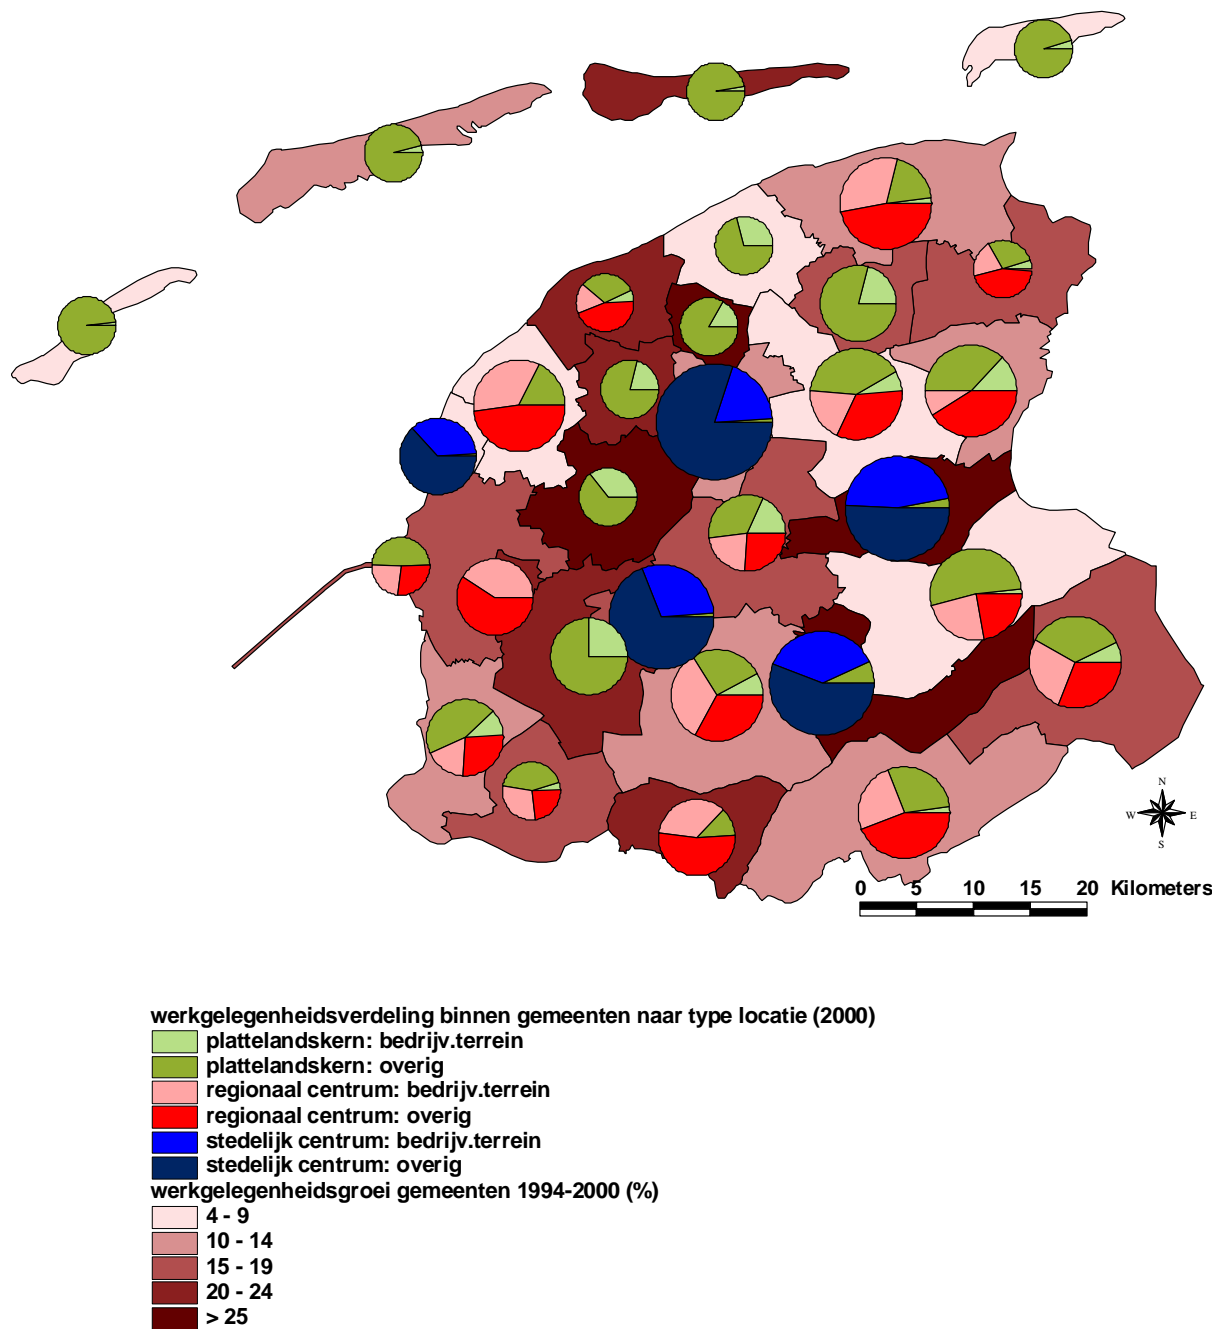 N
W E
S
0 5 10 15 20 Kilometers
werkgelegenheidsverdeling binnen gemeenten naar type locatie (2000)
plattelandskern: bedrijv.terrein
plattelandskern: overig
regionaal centrum: bedrijv.terrein
regionaal centrum: overig
stedelijk centrum: bedrijv.terrein
stedelijk centrum: overig
werkgelegenheidsgroei gemeenten 1994-2000 (%)
4 - 9
10 - 14
15 - 19
20 - 24
> 25